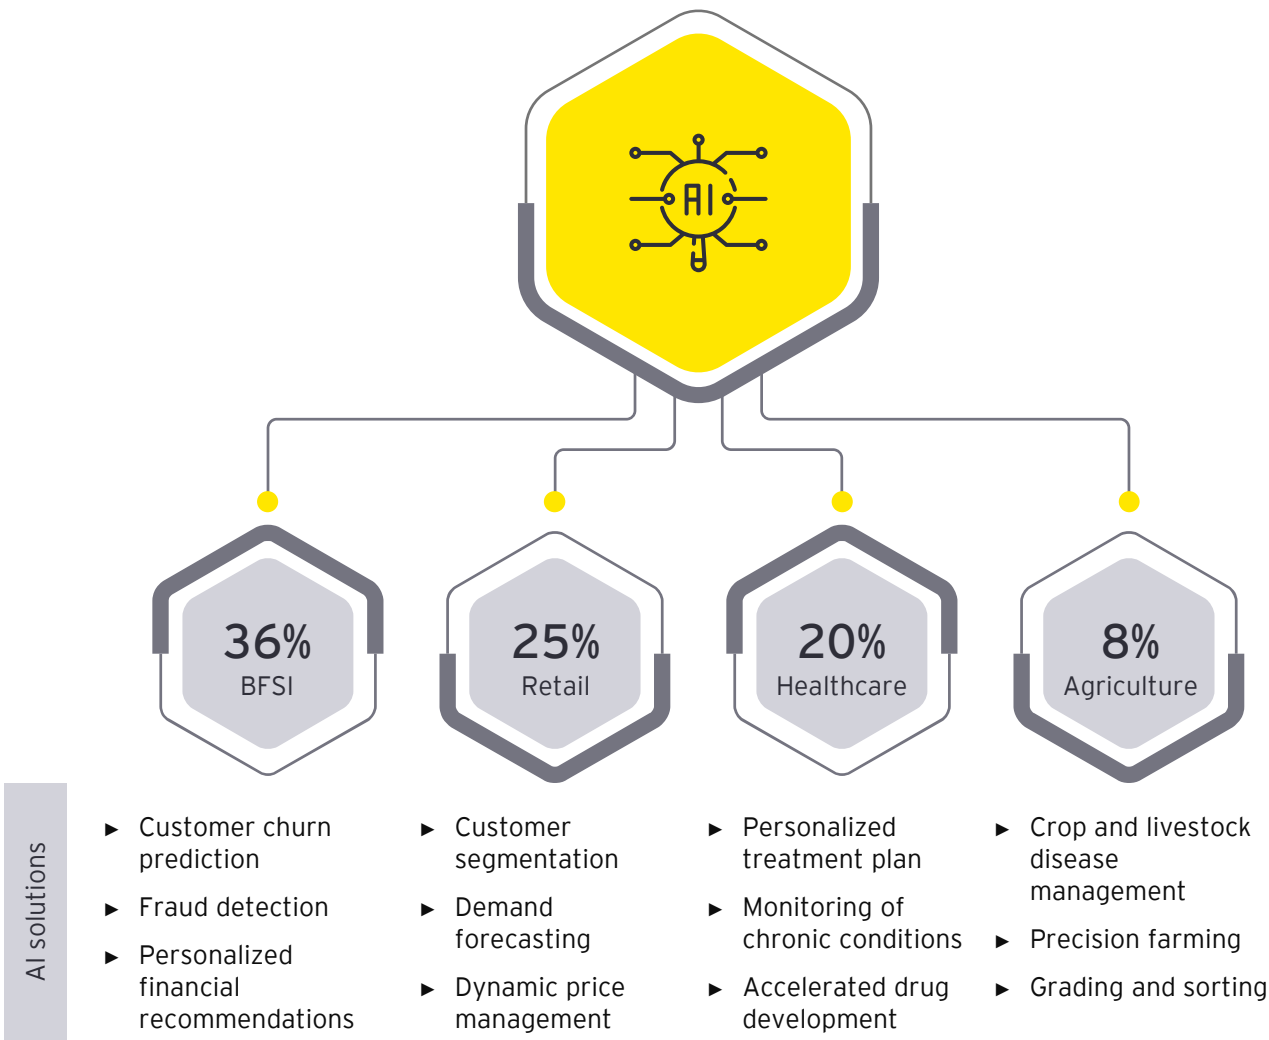 AI
36%
BFSI
25%
Retail
20%
Healthcare
8%
Agriculture
AI solutions
► Customer churn
prediction
► Fraud detection
► Personalized
financial
recommendations
► Customer
segmentation
► Demand
forecasting
► Dynamic price
management
► Personalized
treatment plan
► Monitoring of
chronic conditions
► Accelerated drug
development
► Crop and livestock
disease
management
► Precision farming
► Grading and sorting